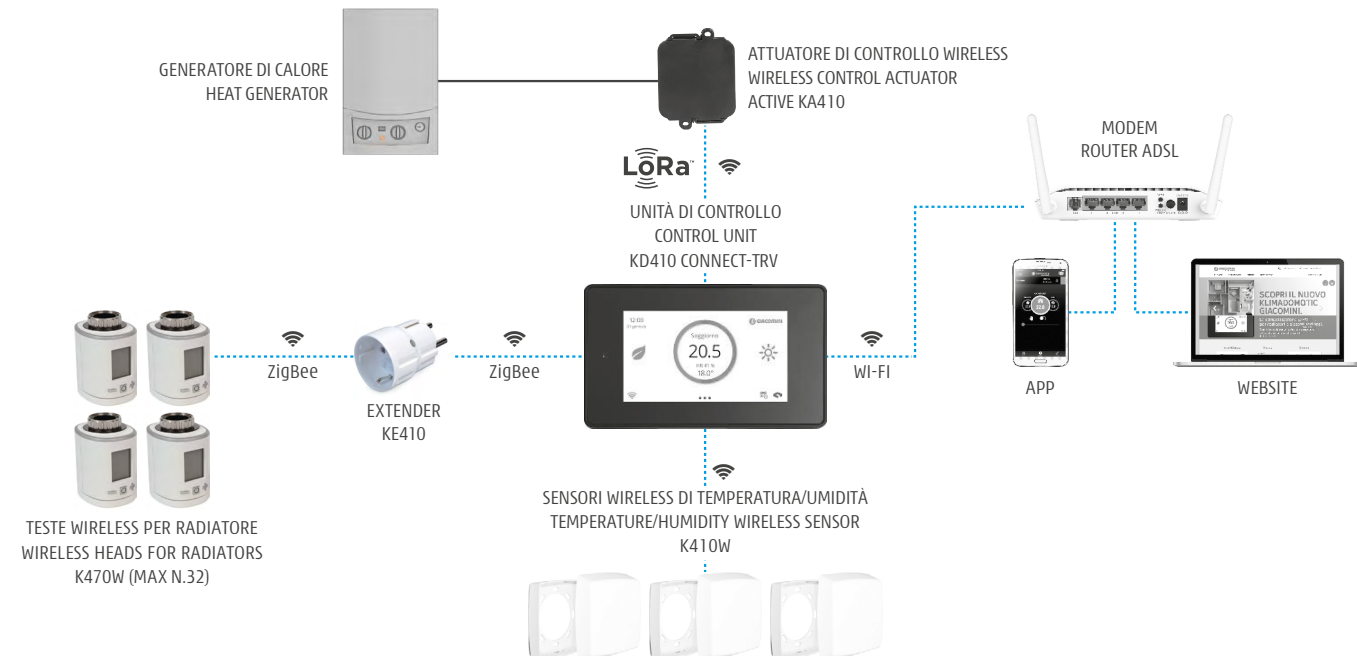 GENERATORE DI CALORE
HEAT GENERATOR
ATTUATORE DI CONTROLLO WIRELESS
WIRELESS CONTROL ACTUATOR
ACTIVE KA410
MODEM
ROUTER ADSL
LoRa™
UNITÀ DI CONTROLLO
CONTROL UNIT
KD410 CONNECT-TRV
12:00
GIACOMINI
Soggiorno
20.5
18.0°
ZigBee
ZigBee
WI-FI
EXTENDER
KE410
APP
WEBSITE
SCOPRI IL NUOVO
KLIMADOMOTIC
GIACOMINI.
SENSORI WIRELESS DI TEMPERATURA/UMIDITÀ
TEMPERATURE/HUMIDITY WIRELESS SENSOR
K410W
TESTE WIRELESS PER RADIATORE
WIRELESS HEADS FOR RADIATORS
K470W (MAX N.32)